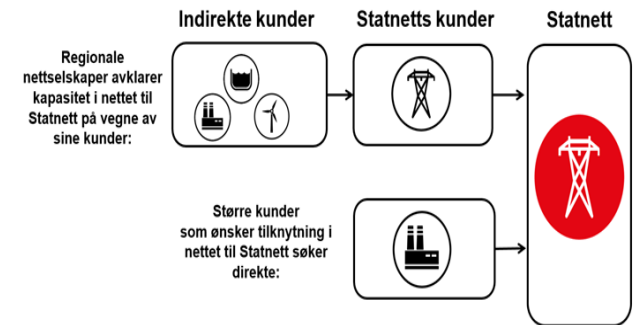 Indirekte kunder
Statnetts kunder
Statnett
Regionale
nettselskaper avklarer
kapasitet i nettet til
Statnett på vegne av
sine kunder:
Større kunder
som ønsker tilknytning i
nettet til Statnett søker
direkte: